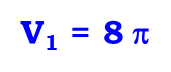 V₁ = 8 π